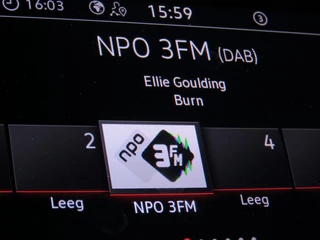 16:03 15:59 3
NPO 3FM (DAB)
Ellie Goulding
Burn
2 npo 3FM 4
Leeg NPO 3FM Leeg